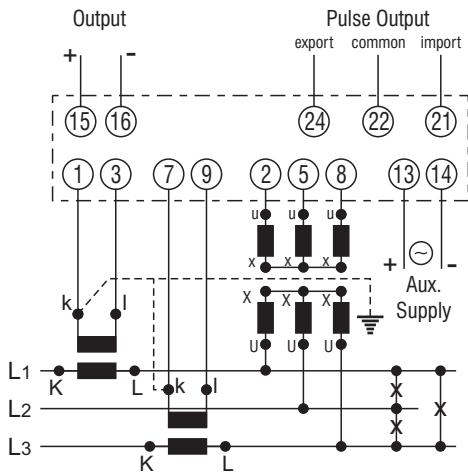 Output Pulse Output
export common import
+ -
15 16 24 22 21
1 3 7 9 2 5 8 13 14
u u u
x x x
+ ~ -
Aux.
Supply
X X X
k l
U U U
L1 K L k l X
L2 X
L3 X
K L